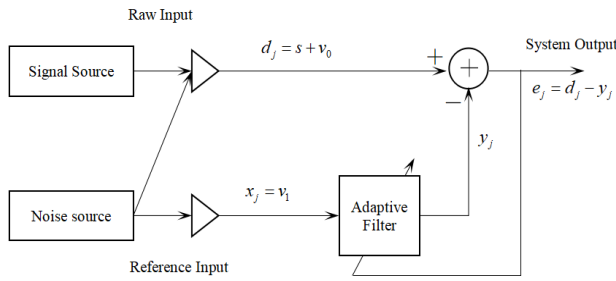 Raw Input
Signal Source
d_j = s + v_0
+
+
−
System Output
e_j = d_j − y_j
y_j
Noise source
x_j = v_1
Adaptive
Filter
Reference Input